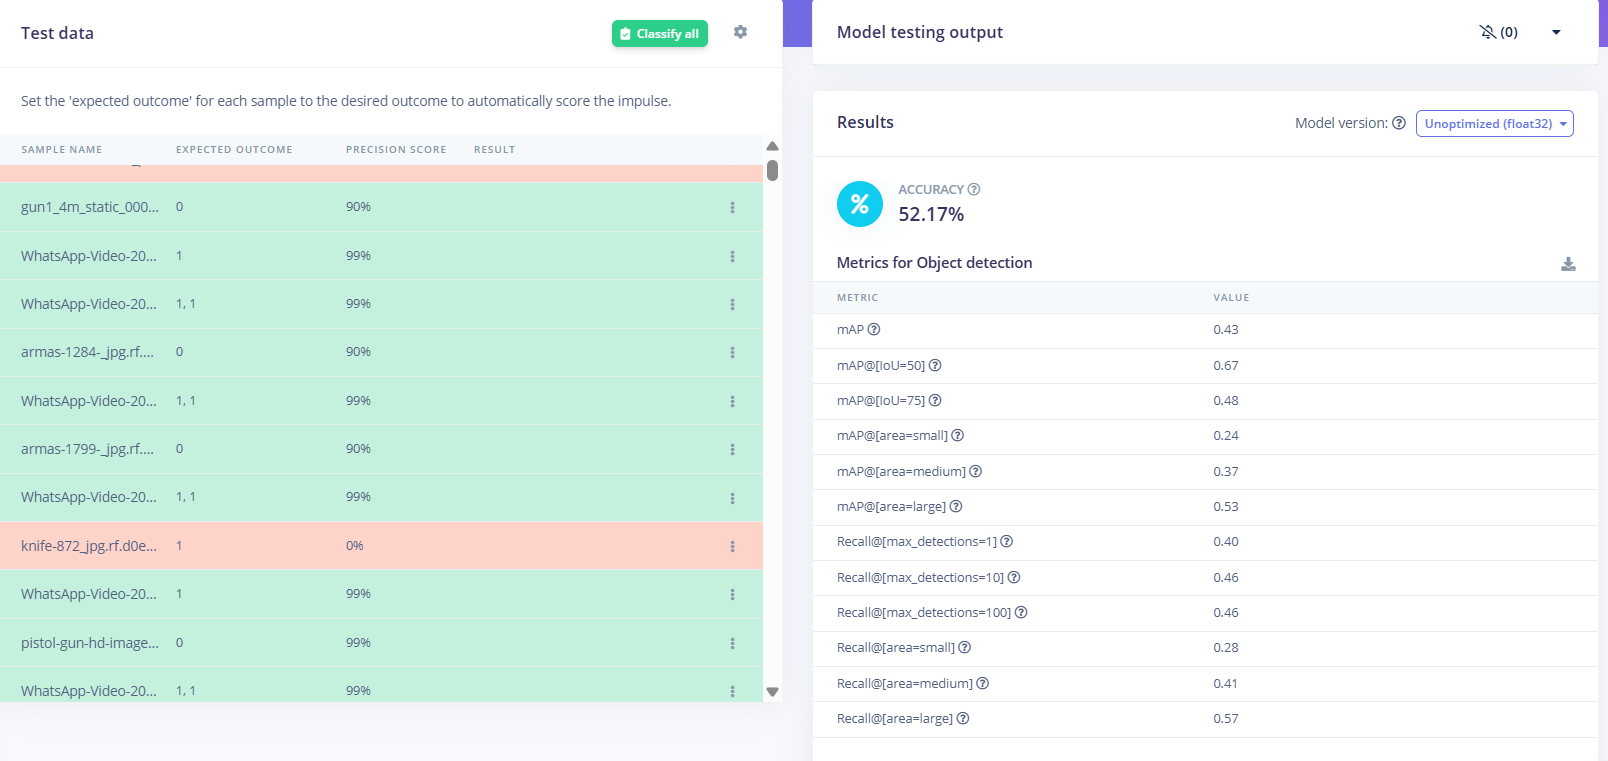 Test data
Classify all
Set the 'expected outcome' for each sample to the desired outcome to automatically score the impulse.
SAMPLE NAME EXPECTED OUTCOME PRECISION SCORE RESULT
gun1_4m_static_000... 0 90%
WhatsApp-Video-20... 1 99%
WhatsApp-Video-20... 1, 1 99%
armas-1284-_jpg.rf.... 0 90%
WhatsApp-Video-20... 1, 1 99%
armas-1799-_jpg.rf.... 0 90%
WhatsApp-Video-20... 1, 1 99%
knife-872_jpg.rf.d0e... 1 0%
WhatsApp-Video-20... 1 99%
pistol-gun-hd-image... 0 99%
WhatsApp-Video-20... 1, 1 99%
Model testing output
(0)
Results
Model version: Unoptimized (float32)
%
ACCURACY
52.17%
Metrics for Object detection
METRIC VALUE
mAP 0.43
mAP@[IoU=50] 0.67
mAP@[IoU=75] 0.48
mAP@[area=small] 0.24
mAP@[area=medium] 0.37
mAP@[area=large] 0.53
Recall@[max_detections=1] 0.40
Recall@[max_detections=10] 0.46
Recall@[max_detections=100] 0.46
Recall@[area=small] 0.28
Recall@[area=medium] 0.41
Recall@[area=large] 0.57